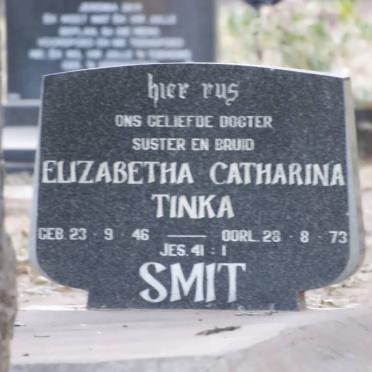 hier rus
ONS GELIEFDE DOGTER
SUSTER EN BRUID
ELIZABETHA CATHARINA
TINKA
GEB. 23 - 9 - 46 — OORL. 28 - 8 - 73
JES. 41 : 1
SMIT